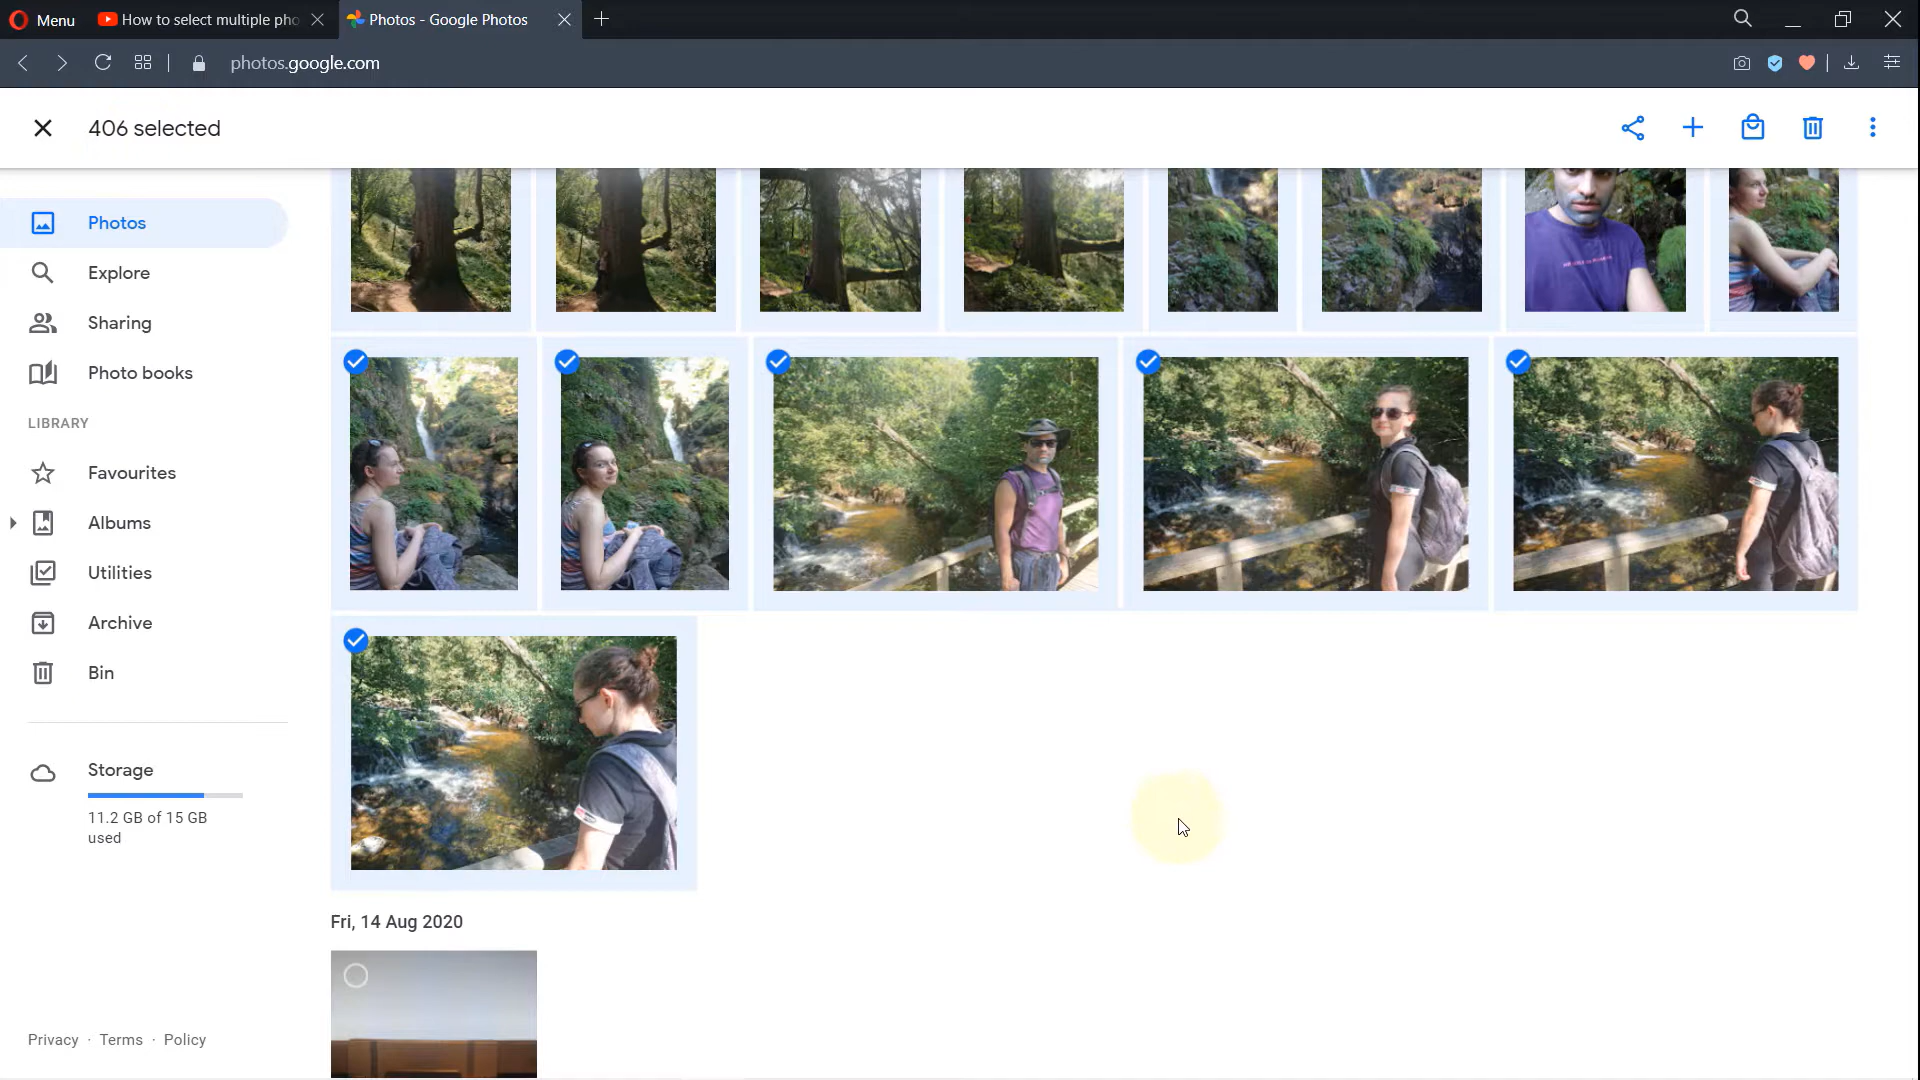 Menu
How to select multiple pho
Photos - Google Photos
photos.google.com
406 selected
Photos
Explore
Sharing
Photo books
LIBRARY
Favourites
Albums
Utilities
Archive
Bin
Storage
11.2 GB of 15 GB
used
Fri, 14 Aug 2020
Privacy · Terms · Policy